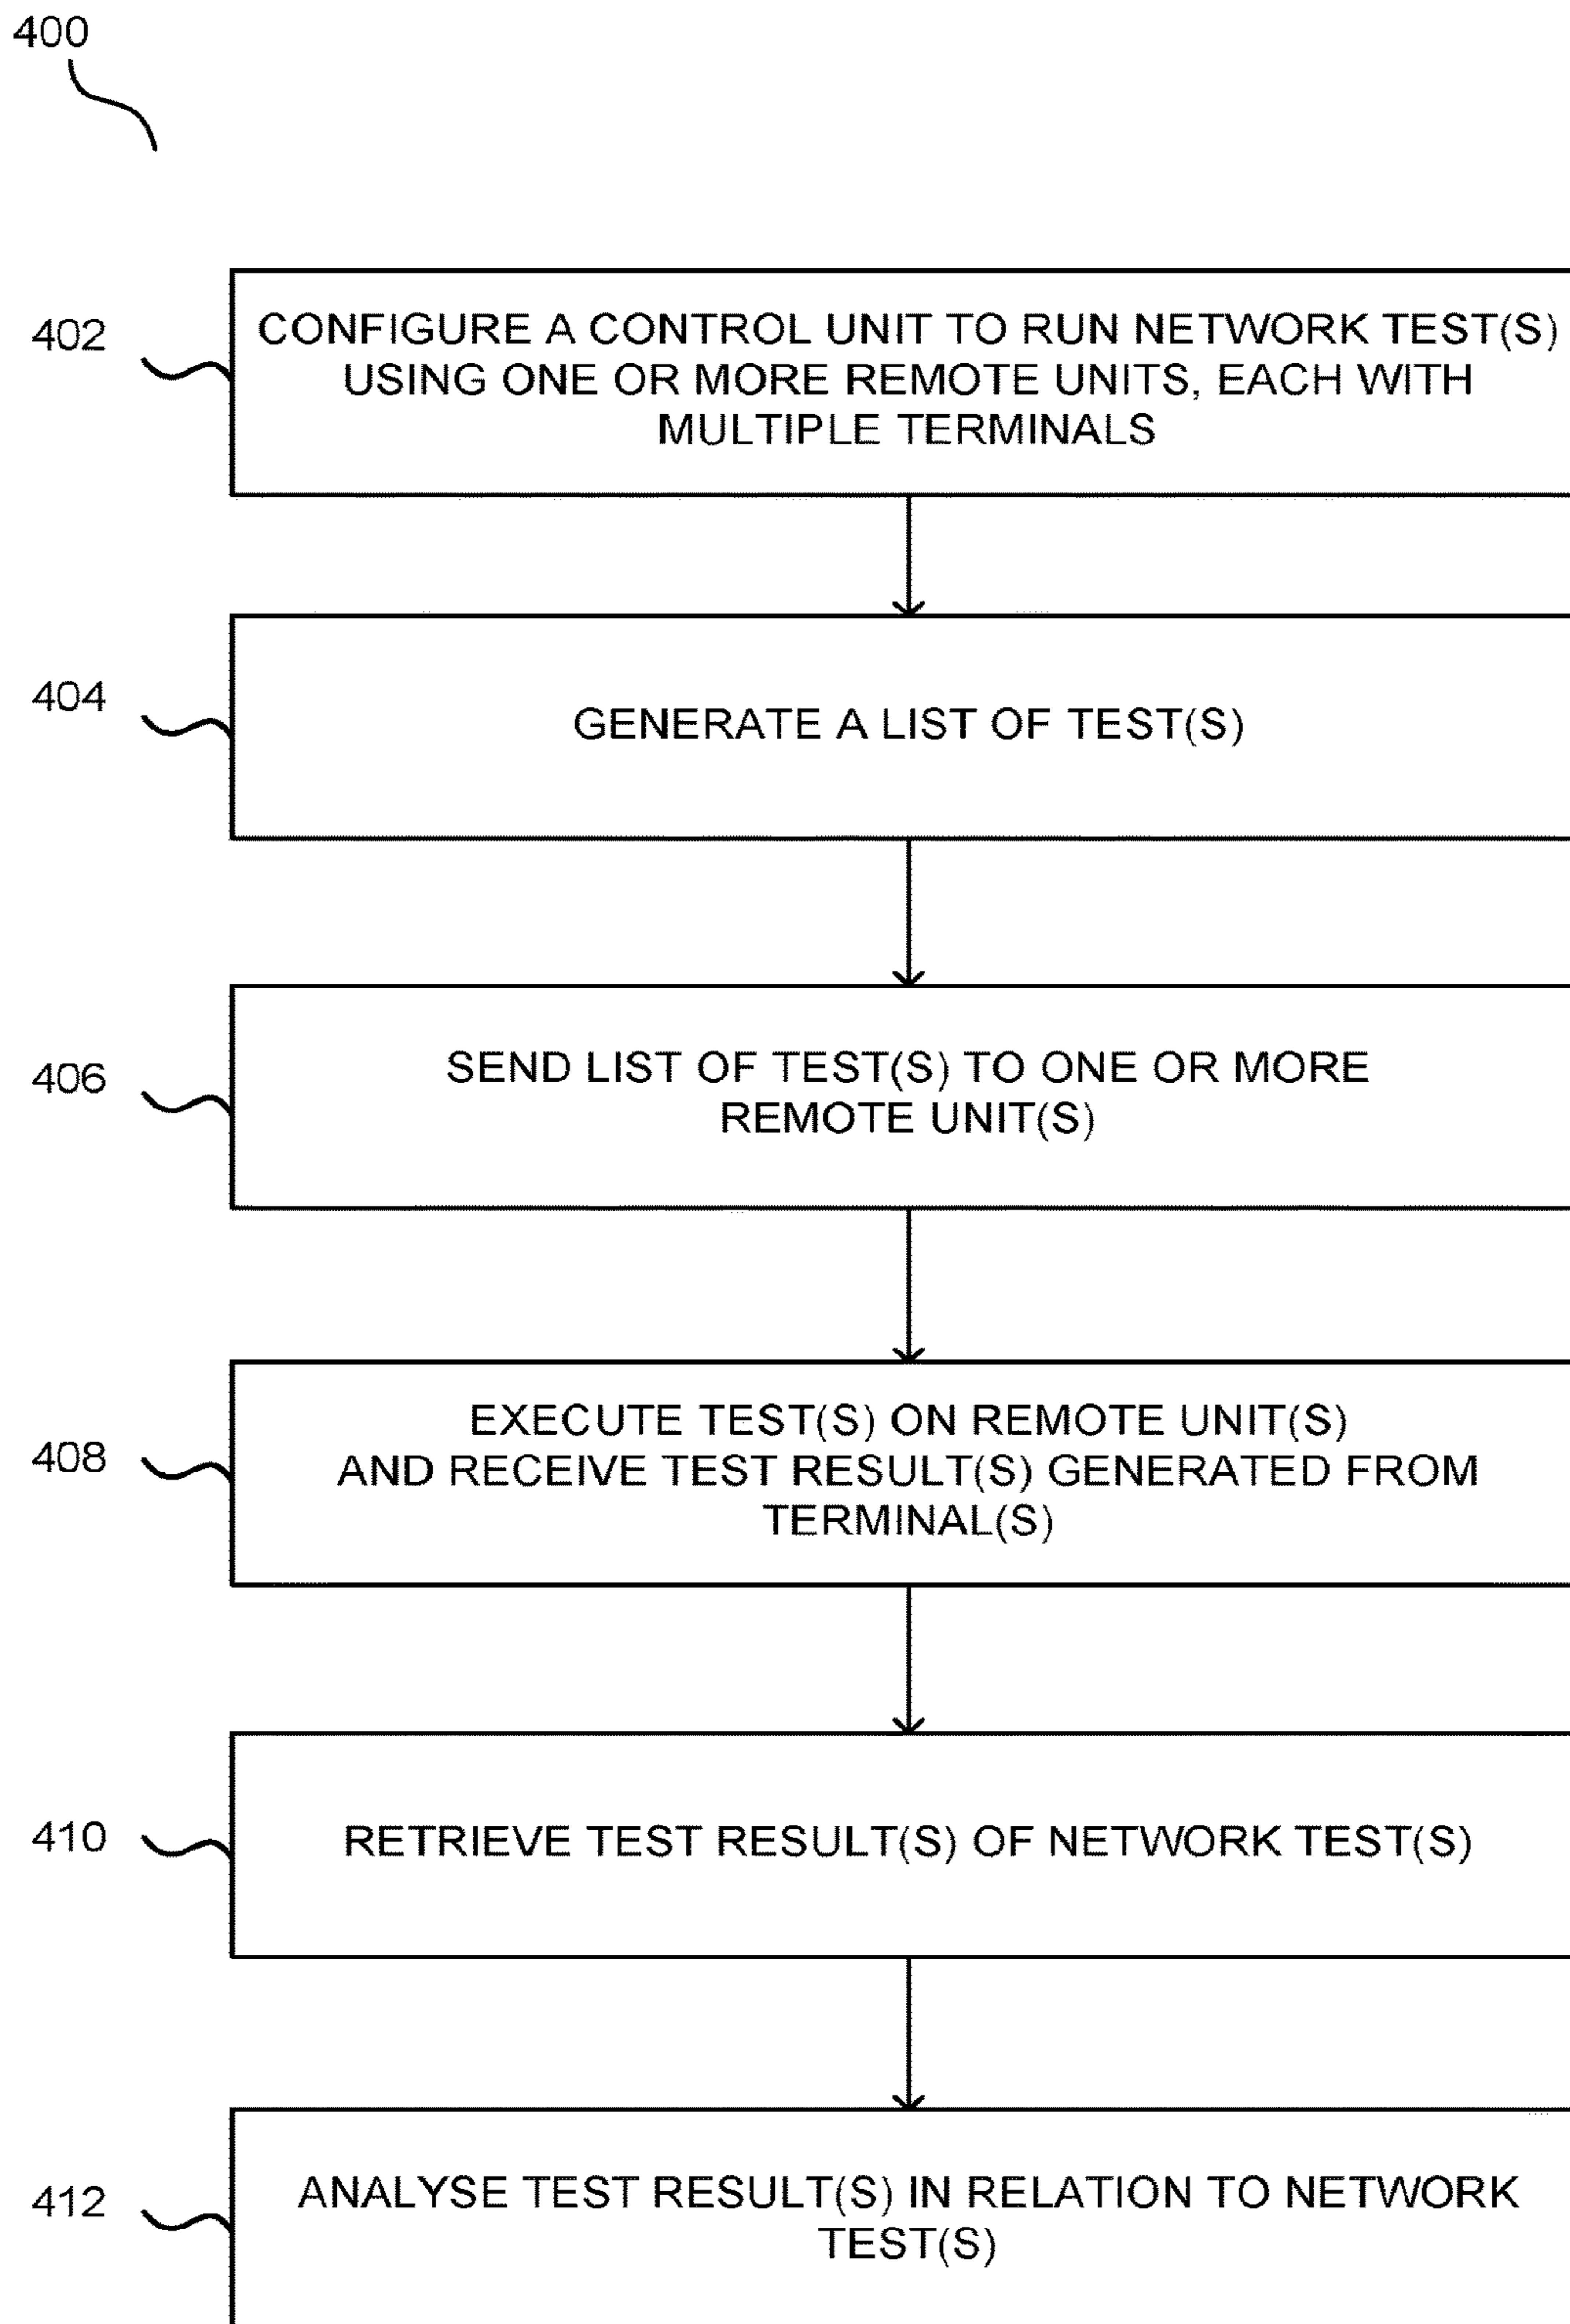 400
402
CONFIGURE A CONTROL UNIT TO RUN NETWORK TEST(S)
USING ONE OR MORE REMOTE UNITS, EACH WITH
MULTIPLE TERMINALS
404
GENERATE A LIST OF TEST(S)
406
SEND LIST OF TEST(S) TO ONE OR MORE
REMOTE UNIT(S)
408
EXECUTE TEST(S) ON REMOTE UNIT(S)
AND RECEIVE TEST RESULT(S) GENERATED FROM
TERMINAL(S)
410
RETRIEVE TEST RESULT(S) OF NETWORK TEST(S)
412
ANALYSE TEST RESULT(S) IN RELATION TO NETWORK
TEST(S)